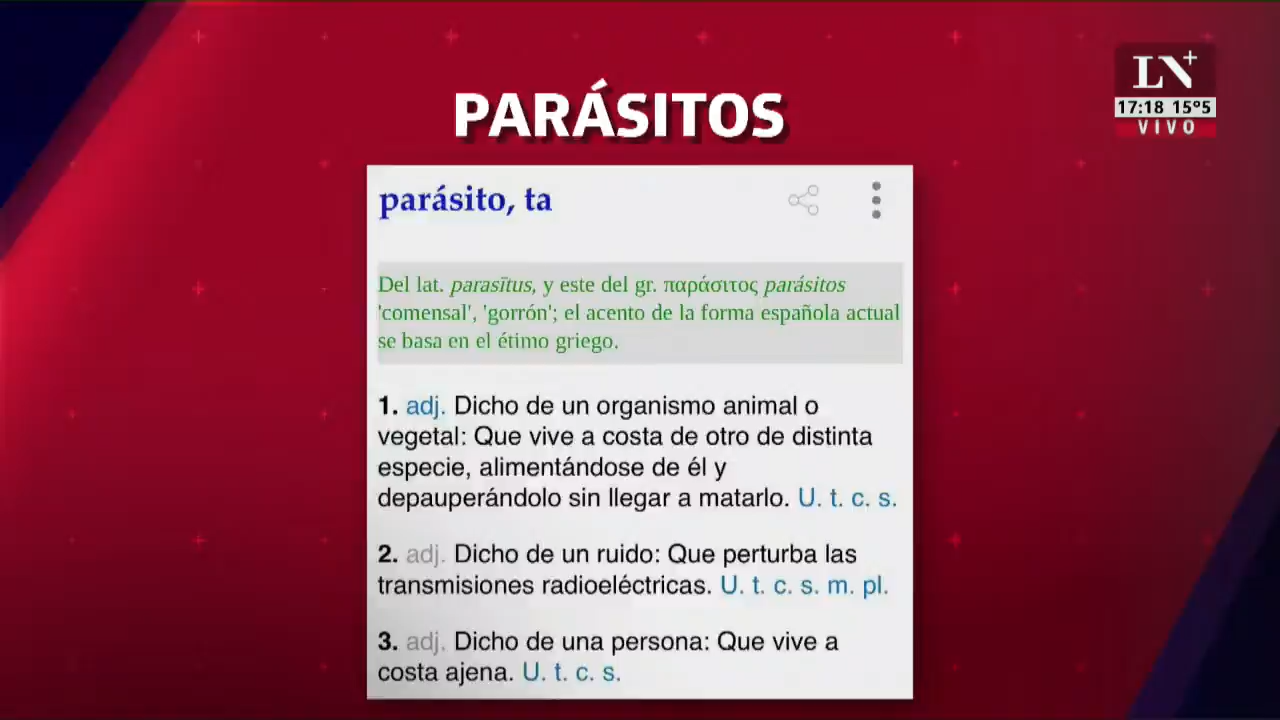 PARÁSITOS
LN+
17:18 15°5
VIVO
parásito, ta
Del lat. parasītus, y este del gr. παράσιτος parásitos
'comensal', 'gorrón'; el acento de la forma española actual
se basa en el étimo griego.
1. adj. Dicho de un organismo animal o
vegetal: Que vive a costa de otro de distinta
especie, alimentándose de él y
depauperándolo sin llegar a matarlo. U. t. c. s.
2. adj. Dicho de un ruido: Que perturba las
transmisiones radioeléctricas. U. t. c. s. m. pl.
3. adj. Dicho de una persona: Que vive a
costa ajena. U. t. c. s.